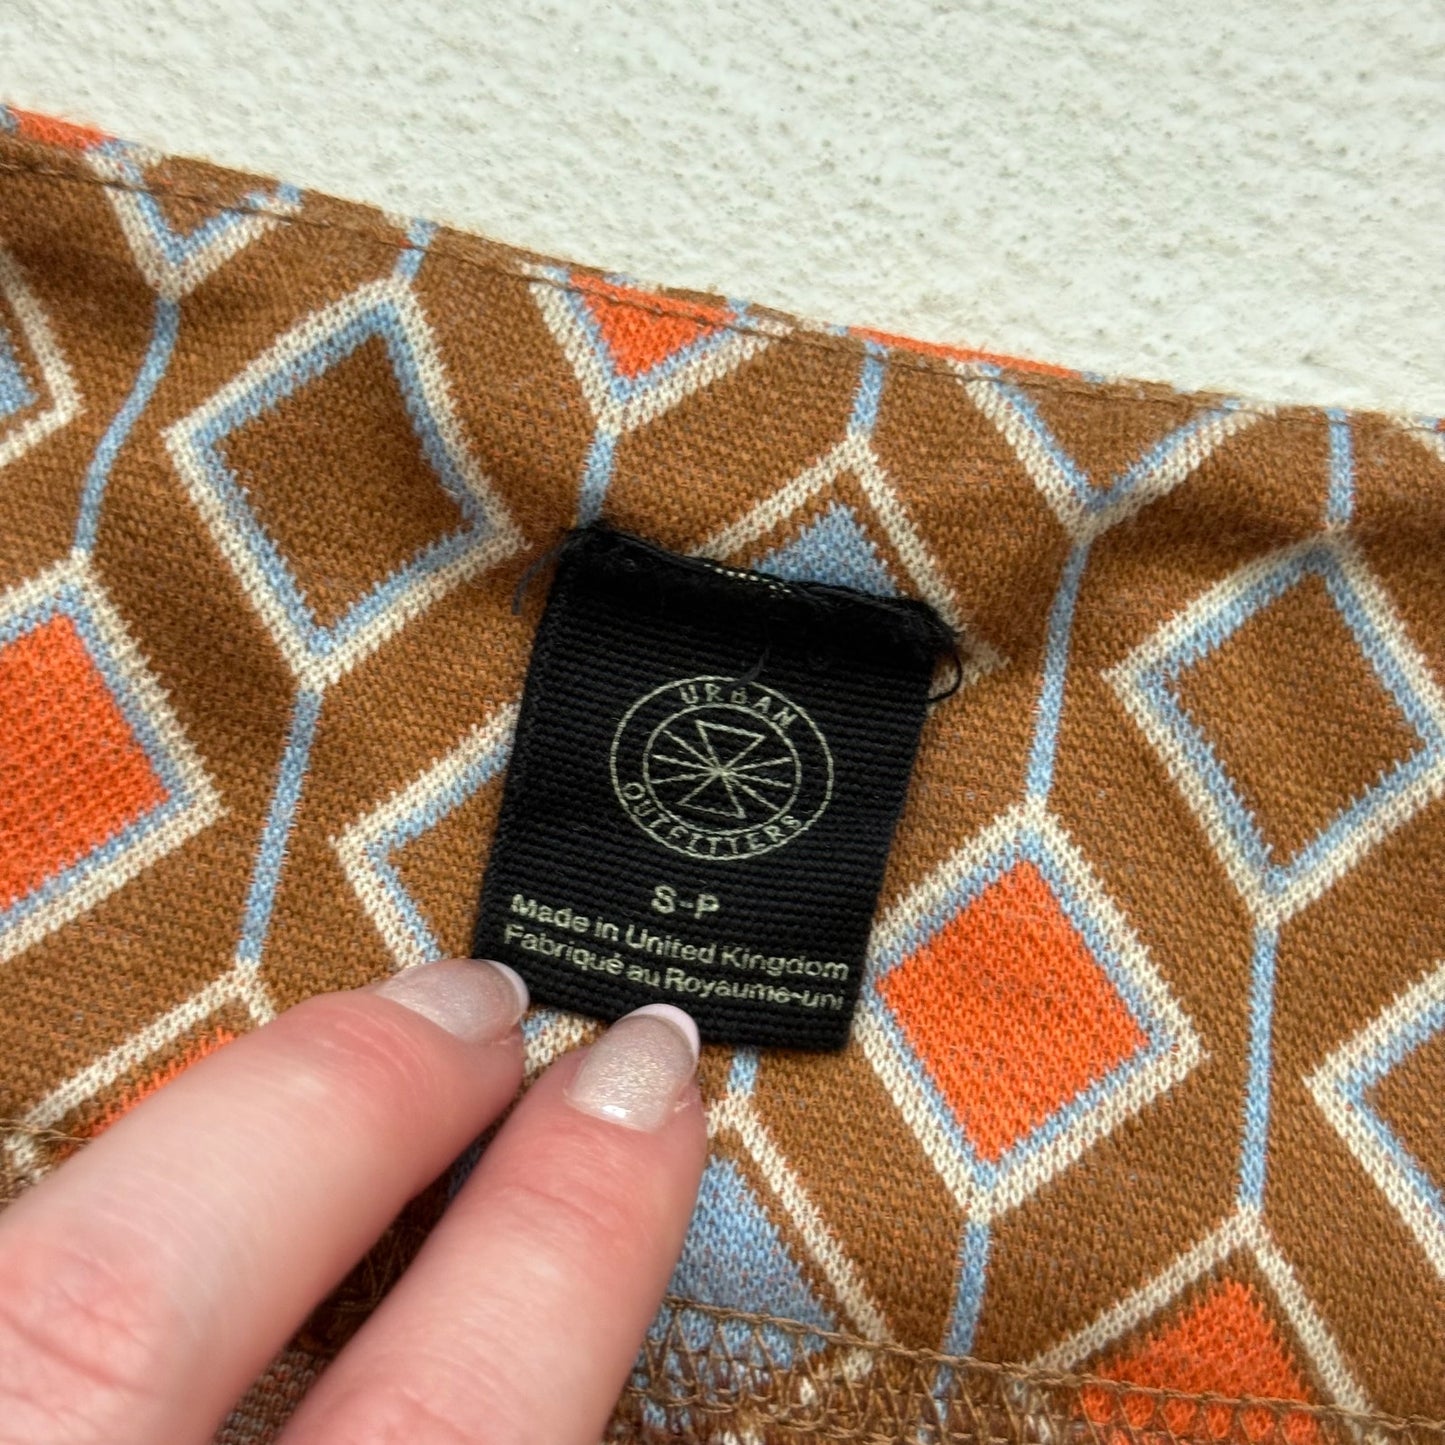 URBAN
OUTFITTERS
S-P
Made in United Kingdom
Fabriqué au Royaume-uni